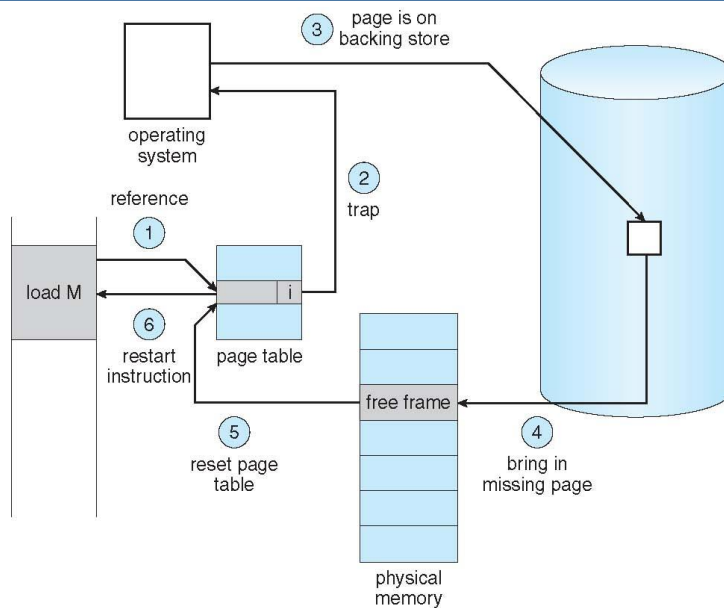 3
page is on
backing store
operating
system
2
trap
reference
1
load M
i
6
restart
instruction
page table
free frame
5
reset page
table
4
bring in
missing page
physical
memory